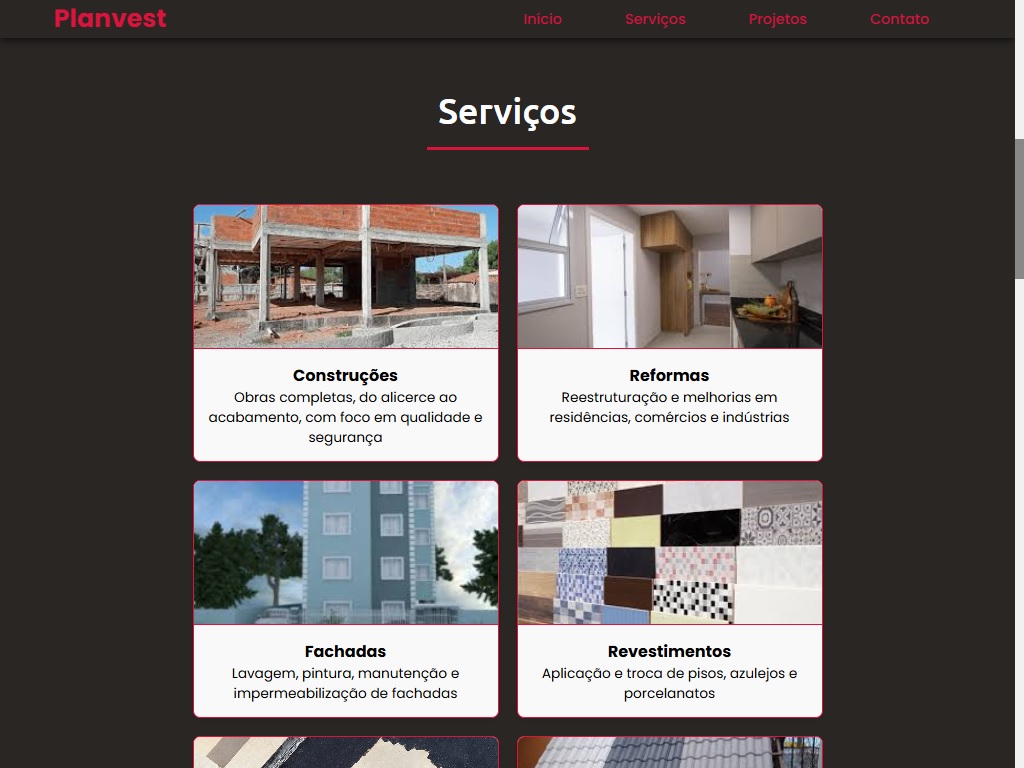 Planvest
Início
Serviços
Projetos
Contato
Serviços
Construções
Obras completas, do alicerce ao
acabamento, com foco em qualidade e
segurança
Reformas
Reestruturação e melhorias em
residências, comércios e indústrias
Fachadas
Lavagem, pintura, manutenção e
impermeabilização de fachadas
Revestimentos
Aplicação e troca de pisos, azulejos e
porcelanatos